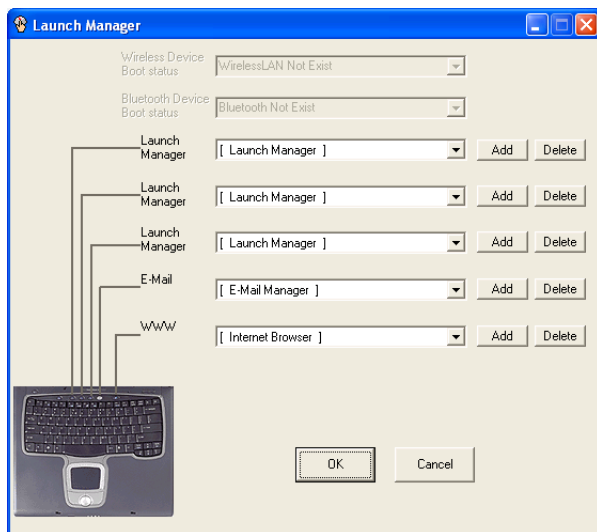 Launch Manager
Wireless Device
Boot status
WirelessLAN Not Exist
Bluetooth Device
Boot status
Bluetooth Not Exist
Launch
Manager
[ Launch Manager ]
Add
Delete
Launch
Manager
[ Launch Manager ]
Add
Delete
Launch
Manager
[ Launch Manager ]
Add
Delete
E-Mail
[ E-Mail Manager ]
Add
Delete
WWW
[ Internet Browser ]
Add
Delete
OK
Cancel